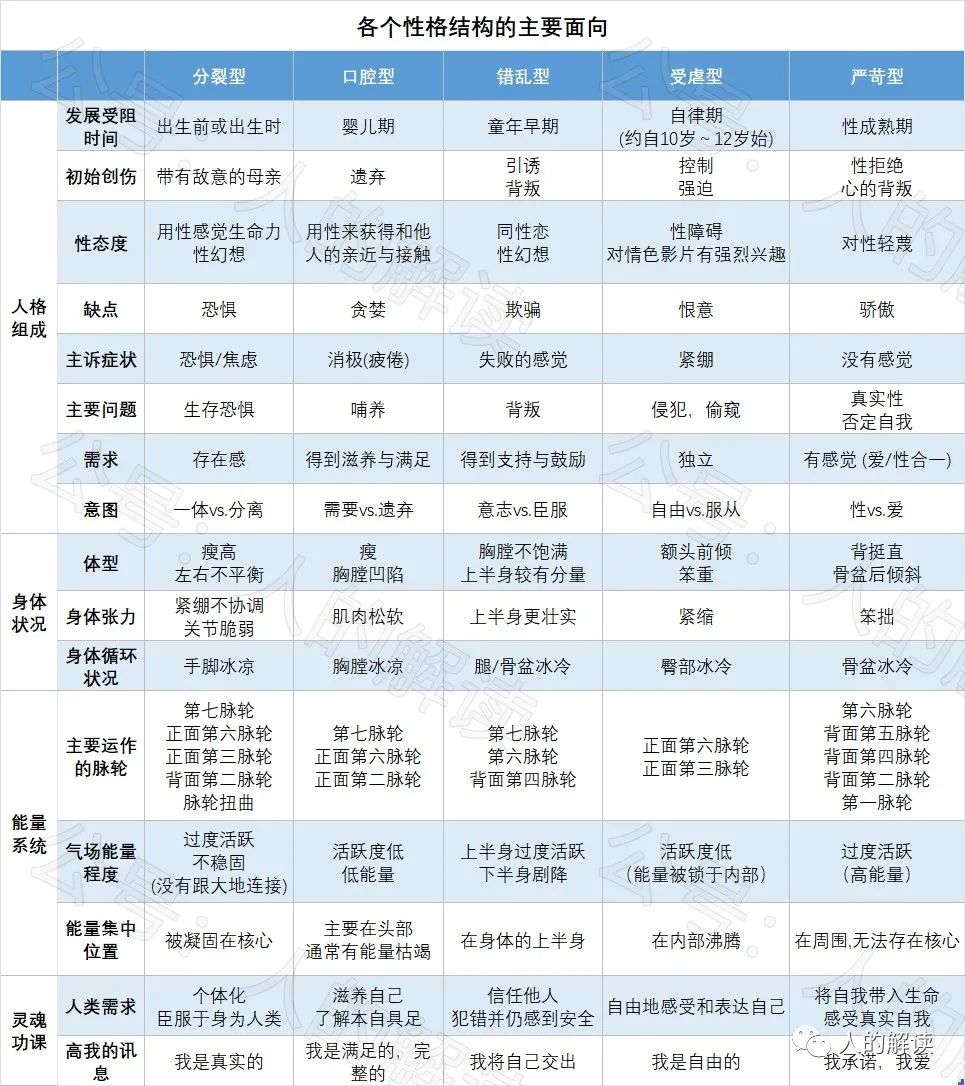 各个性格结构的主要面向
分裂型 口腔型 错乱型 受虐型 严苛型
人格组成
发展受阻时间 出生前或出生时 婴儿期 童年早期 自律期(约自10岁~12岁始) 性成熟期
初始创伤 带有敌意的母亲 遗弃 引诱 背叛 控制 强迫 性拒绝 心的背叛
性态度 用性感觉生命力 性幻想 用性来获得和他人的亲近与接触 同性恋 性幻想 性障碍 对情色影片有强烈兴趣 对性轻蔑
缺点 恐惧 贪婪 欺骗 恨意 骄傲
主诉症状 恐惧/焦虑 消极(疲倦) 失败的感觉 紧绷 没有感觉
主要问题 生存恐惧 哺养 背叛 侵犯，偷窥 真实性 否定自我
需求 存在感 得到滋养与满足 得到支持与鼓励 独立 有感觉 (爱/性合一)
意图 一体vs.分离 需要vs.遗弃 意志vs.臣服 自由vs.服从 性vs.爱
身体状况
体型 瘦高 左右不平衡 瘦 胸膛凹陷 胸膛不饱满 上半身较有分量 额头前倾 笨重 背挺直 骨盆后倾斜
身体张力 紧绷不协调 关节脆弱 肌肉松软 上半身更壮实 紧缩 笨拙
身体循环状况 手脚冰凉 胸膛冰凉 腿/骨盆冰冷 臀部冰冷 骨盆冰冷
能量系统
主要运作的脉轮 第七脉轮 正面第六脉轮 正面第三脉轮 背面第二脉轮 脉轮扭曲 第七脉轮 正面第六脉轮 正面第二脉轮 第七脉轮 第六脉轮 背面第四脉轮 正面第六脉轮 正面第三脉轮 第六脉轮 背面第五脉轮 背面第四脉轮 背面第二脉轮 第一脉轮
气场能量程度 过度活跃 不稳固 (没有跟大地连接) 活跃度低 低能量 上半身过度活跃 下半身剧降 活跃度低 （能量被锁于内部） 过度活跃 （高能量）
能量集中位置 被凝固在核心 主要在头部 通常有能量枯竭 在身体的上半身 在内部沸腾 在周围,无法存在核心
灵魂功课
人类需求 个体化 臣服于身为人类 滋养自己 了解本自具足 信任他人 犯错并仍感到安全 自由地感受和表达自己 将自我带入生命 感受真实自我
高我的讯息 我是真实的 我是满足的，完整的 我将自己交出 我是自由的 我承诺，我爱
公号：人的解读
人的解读